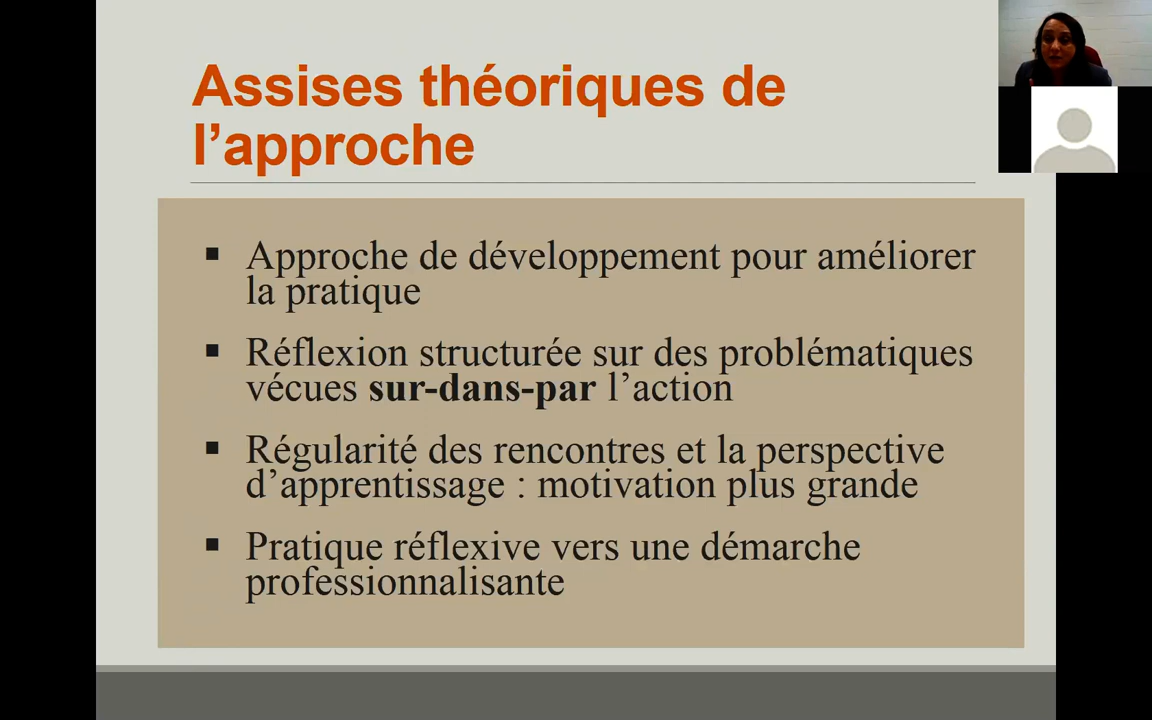 Assises théoriques de
l’approche
▪ Approche de développement pour améliorer
la pratique
▪ Réflexion structurée sur des problématiques
vécues sur-dans-par l’action
▪ Régularité des rencontres et la perspective
d’apprentissage : motivation plus grande
▪ Pratique réflexive vers une démarche
professionnalisante